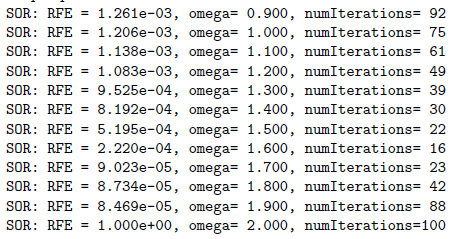 SOR: RFE = 1.261e-03, omega= 0.900, numIterations= 92
SOR: RFE = 1.206e-03, omega= 1.000, numIterations= 75
SOR: RFE = 1.138e-03, omega= 1.100, numIterations= 61
SOR: RFE = 1.083e-03, omega= 1.200, numIterations= 49
SOR: RFE = 9.525e-04, omega= 1.300, numIterations= 39
SOR: RFE = 8.192e-04, omega= 1.400, numIterations= 30
SOR: RFE = 5.195e-04, omega= 1.500, numIterations= 22
SOR: RFE = 2.220e-04, omega= 1.600, numIterations= 16
SOR: RFE = 9.023e-05, omega= 1.700, numIterations= 23
SOR: RFE = 8.734e-05, omega= 1.800, numIterations= 42
SOR: RFE = 8.469e-05, omega= 1.900, numIterations= 88
SOR: RFE = 1.000e+00, omega= 2.000, numIterations=100